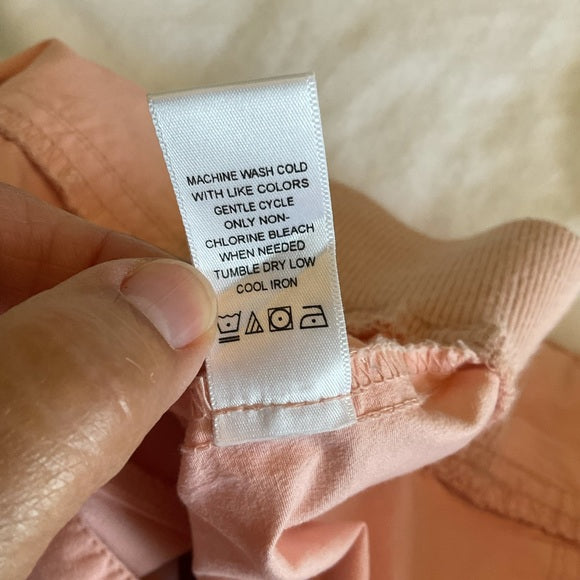 MACHINE WASH COLD
WITH LIKE COLORS
GENTLE CYCLE
ONLY NON-
CHLORINE BLEACH
WHEN NEEDED
TUMBLE DRY LOW
COOL IRON